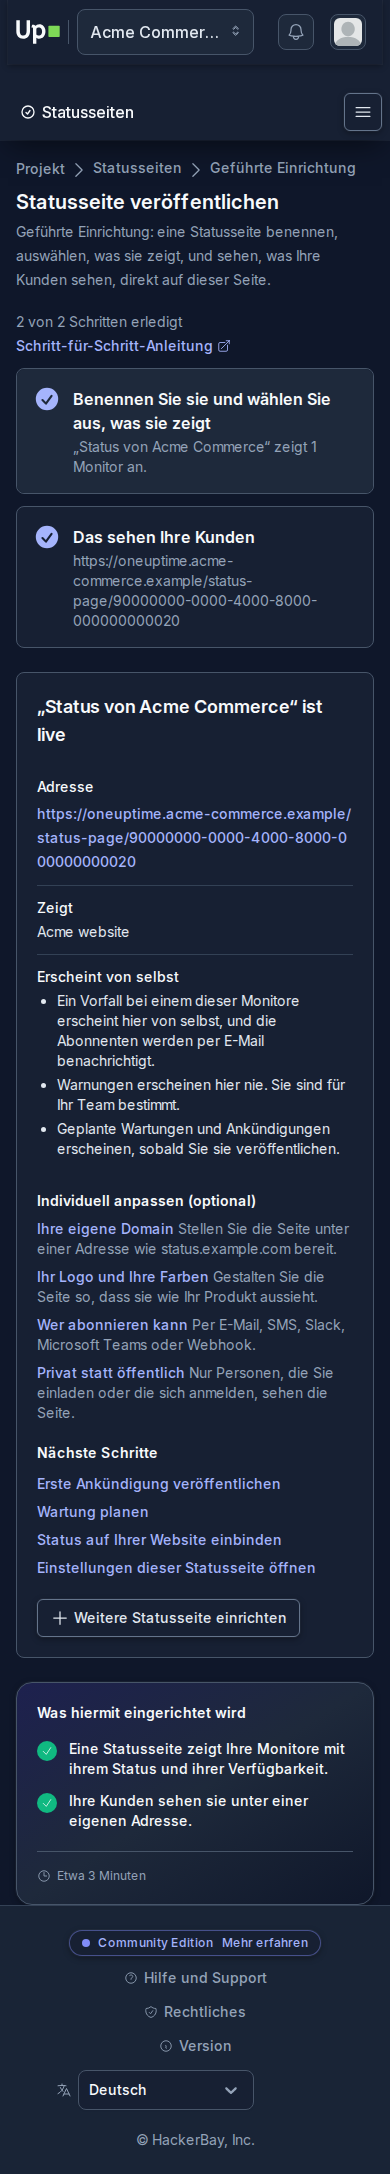 Up
Acme Commer...
Statusseiten
Projekt > Statusseiten > Geführte Einrichtung
Statusseite veröffentlichen
Geführte Einrichtung: eine Statusseite benennen,
auswählen, was sie zeigt, und sehen, was Ihre
Kunden sehen, direkt auf dieser Seite.
2 von 2 Schritten erledigt
Schritt-für-Schritt-Anleitung
Benennen Sie sie und wählen Sie
aus, was sie zeigt
„Status von Acme Commerce“ zeigt 1
Monitor an.
Das sehen Ihre Kunden
https://oneuptime.acme-
commerce.example/status-
page/90000000-0000-4000-8000-
000000000020
„Status von Acme Commerce“ ist
live
Adresse
https://oneuptime.acme-commerce.example/
status-page/90000000-0000-4000-8000-0
00000000020
Zeigt
Acme website
Erscheint von selbst
• Ein Vorfall bei einem dieser Monitore
erscheint hier von selbst, und die
Abonnenten werden per E-Mail
benachrichtigt.
• Warnungen erscheinen hier nie. Sie sind für
Ihr Team bestimmt.
• Geplante Wartungen und Ankündigungen
erscheinen, sobald Sie sie veröffentlichen.
Individuell anpassen (optional)
Ihre eigene Domain Stellen Sie die Seite unter
einer Adresse wie status.example.com bereit.
Ihr Logo und Ihre Farben Gestalten Sie die
Seite so, dass sie wie Ihr Produkt aussieht.
Wer abonnieren kann Per E-Mail, SMS, Slack,
Microsoft Teams oder Webhook.
Privat statt öffentlich Nur Personen, die Sie
einladen oder die sich anmelden, sehen die
Seite.
Nächste Schritte
Erste Ankündigung veröffentlichen
Wartung planen
Status auf Ihrer Website einbinden
Einstellungen dieser Statusseite öffnen
Weitere Statusseite einrichten
Was hiermit eingerichtet wird
Eine Statusseite zeigt Ihre Monitore mit
ihrem Status und ihrer Verfügbarkeit.
Ihre Kunden sehen sie unter einer
eigenen Adresse.
Etwa 3 Minuten
Community Edition Mehr erfahren
Hilfe und Support
Rechtliches
Version
Deutsch
© HackerBay, Inc.